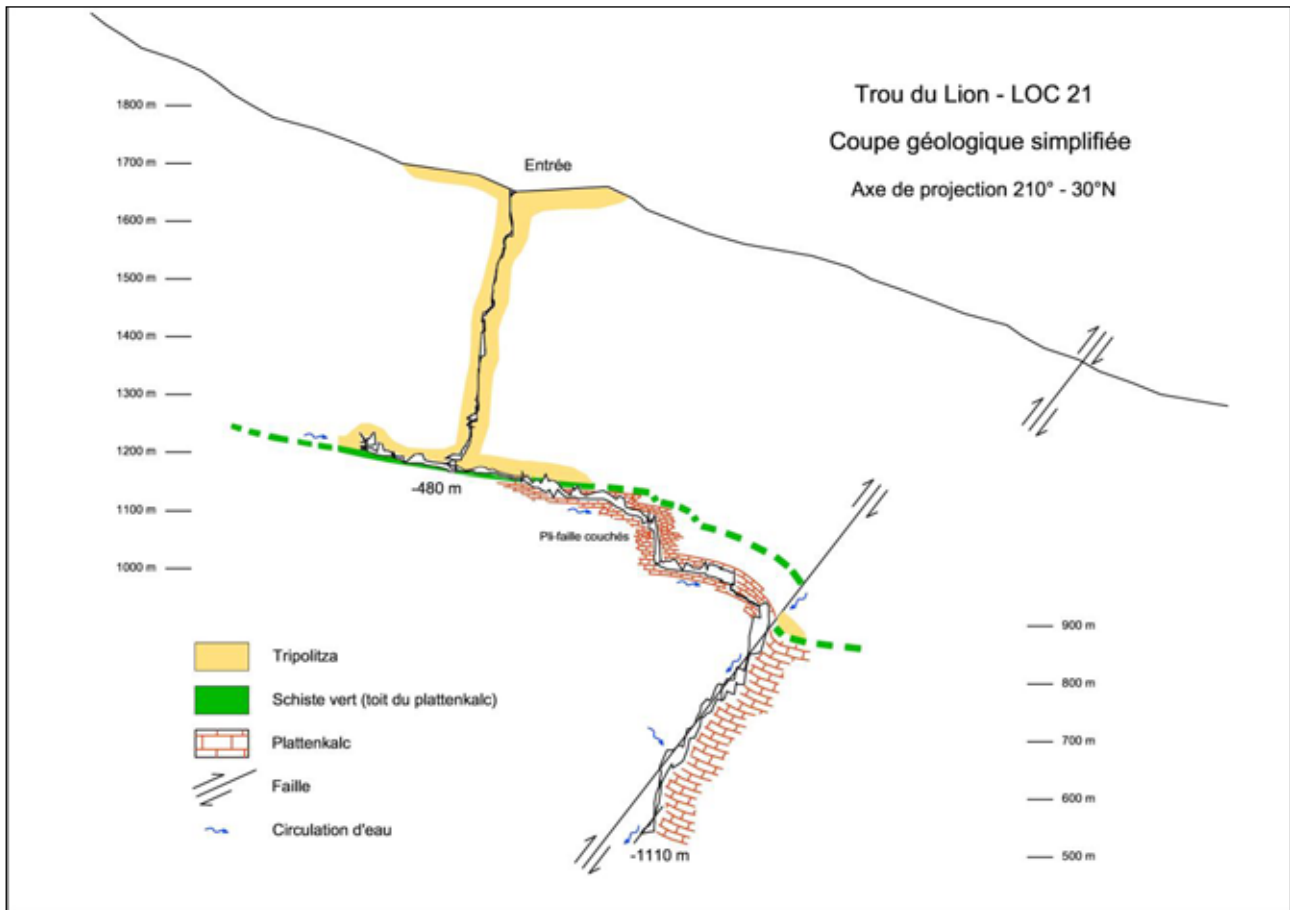 Trou du Lion - LOC 21
Coupe géologique simplifiée
Axe de projection 210° - 30°N
Entrée
1800 m
1700 m
1600 m
1500 m
1400 m
1300 m
1200 m
1100 m
1000 m
-480 m
Pli-faille couchés
900 m
800 m
700 m
600 m
500 m
-1110 m
Tripolitza
Schiste vert (toit du plattenkalc)
Plattenkalc
Faille
Circulation d'eau